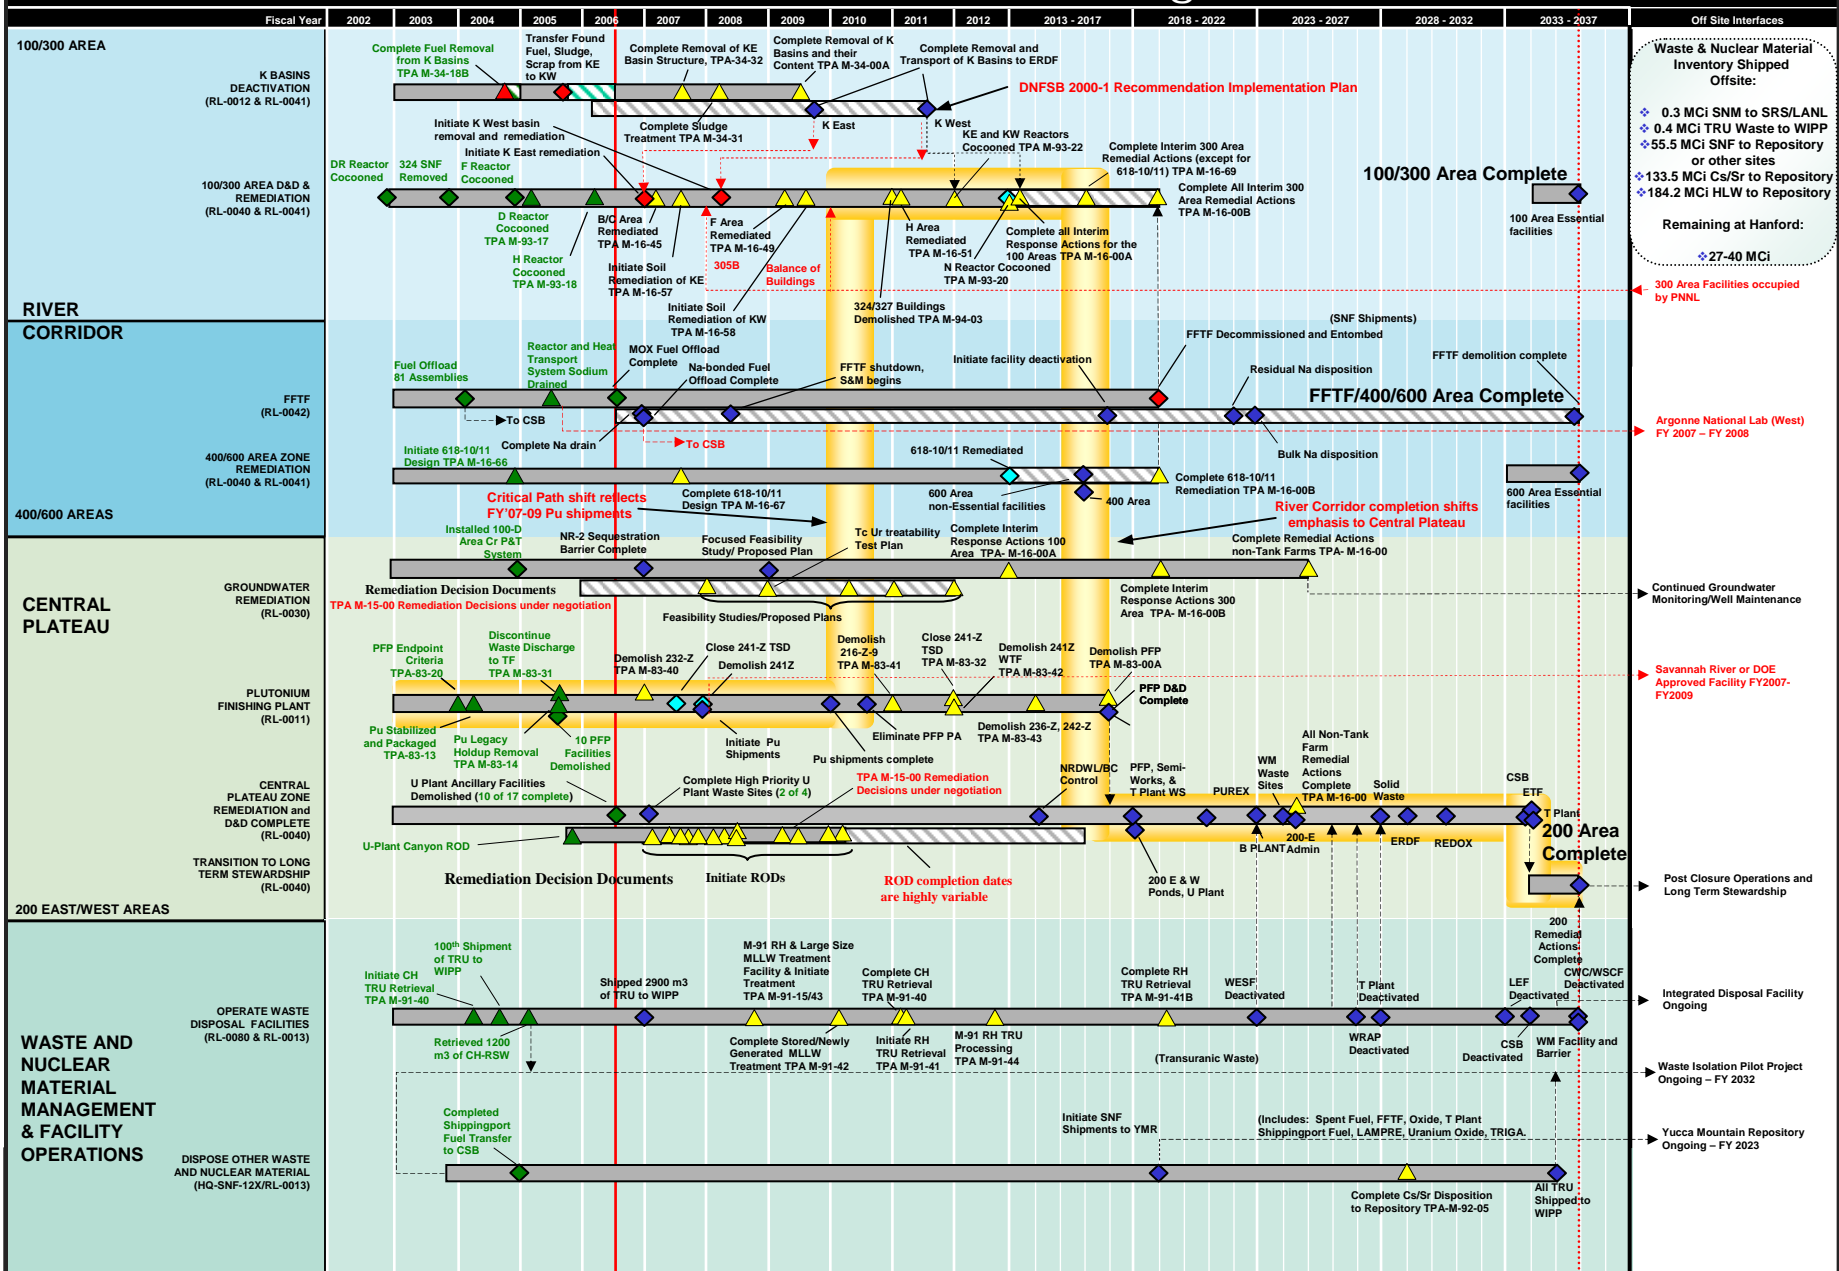 Fiscal Year 2002 2003 2004 2005 2006 2007 2008 2009 2010 2011 2012 2013 - 2017 2018 - 2022 2023 - 2027 2028 - 2032 2033 - 2037 Off Site Interfaces
100/300 AREA
K BASINS
DEACTIVATION
(RL-0012 & RL-0041)
Complete Fuel Removal
from K Basins
TPA M-34-18B
Transfer Found
Fuel, Sludge,
Scrap from KE
to KW
Complete Removal of KE
Basin Structure, TPA-34-32
Complete Removal of K
Basins and their
Content TPA M-34-00A
Complete Removal and
Transport of K Basins to ERDF
DNFSB 2000-1 Recommendation Implementation Plan
Complete Sludge
Treatment TPA M-34-31
K East
K West
Initiate K West basin
removal and remediation
Initiate K East remediation
KE and KW Reactors
Cocooned TPA M-93-22
Complete Interim 300 Area
Remedial Actions (except for
618-10/11) TPA M-16-69
Complete All Interim 300
Area Remedial Actions
TPA M-16-00B
100/300 Area Complete
100 Area Essential
facilities
DR Reactor
Cocooned
324 SNF
Removed
F Reactor
Cocooned
100/300 AREA D&D &
REMEDIATION
(RL-0040 & RL-0041)
D Reactor
Cocooned
TPA M-93-17
H Reactor
Cocooned
TPA M-93-18
B/C Area
Remediated
TPA M-16-45
Initiate Soil
Remediation of KE
TPA M-16-57
F Area
Remediated
TPA M-16-49
305B
Balance of
Buildings
Initiate Soil
Remediation of KW
TPA M-16-58
H Area
Remediated
TPA M-16-51
N Reactor Cocooned
TPA M-93-20
Complete all Interim
Response Actions for the
100 Areas TPA M-16-00A
324/327 Buildings
Demolished TPA M-94-03
RIVER
CORRIDOR
Waste & Nuclear Material
Inventory Shipped
Offsite:
0.3 MCi SNM to SRS/LANL
0.4 MCi TRU Waste to WIPP
55.5 MCi SNF to Repository
or other sites
133.5 MCi Cs/Sr to Repository
184.2 MCi HLW to Repository
Remaining at Hanford:
27-40 MCi
300 Area Facilities occupied
by PNNL
FFTF
(RL-0042)
Fuel Offload
81 Assemblies
Reactor and Heat
Transport
System Sodium
Drained
MOX Fuel Offload
Complete
Na-bonded Fuel
Offload Complete
FFTF shutdown,
S&M begins
Initiate facility deactivation
(SNF Shipments)
FFTF Decommissioned and Entombed
Residual Na disposition
FFTF demolition complete
FFTF/400/600 Area Complete
To CSB
Complete Na drain
To CSB
Bulk Na disposition
Argonne National Lab (West)
FY 2007 – FY 2008
400/600 AREA ZONE
REMEDIATION
(RL-0040 & RL-0041)
Initiate 618-10/11
Design TPA M-16-66
Complete 618-10/11
Design TPA M-16-67
618-10/11 Remediated
600 Area
non-Essential facilities
400 Area
Complete 618-10/11
Remediation TPA M-16-00B
600 Area Essential
facilities
Critical Path shift reflects
FY'07-09 Pu shipments
River Corridor completion shifts
emphasis to Central Plateau
400/600 AREAS
CENTRAL
PLATEAU
GROUNDWATER
REMEDIATION
(RL-0030)
Installed 100-D
Area Cr P&T
System
NR-2 Sequestration
Barrier Complete
Focused Feasibility
Study/ Proposed Plan
Tc Ur treatability
Test Plan
Complete Interim
Response Actions 100
Area TPA- M-16-00A
Complete Remedial Actions
non-Tank Farms TPA- M-16-00
Remediation Decision Documents
TPA M-15-00 Remediation Decisions under negotiation
Feasibility Studies/Proposed Plans
Complete Interim
Response Actions 300
Area TPA- M-16-00B
Continued Groundwater
Monitoring/Well Maintenance
PLUTONIUM
FINISHING PLANT
(RL-0011)
PFP Endpoint
Criteria
TPA-83-20
Discontinue
Waste Discharge
to TF
TPA M-83-31
Demolish 232-Z
TPA M-83-40
Close 241-Z TSD
Demolish 241Z
Demolish
216-Z-9
TPA M-83-41
Close 241-Z
TSD
TPA M-83-32
Demolish 241Z
WTF
TPA M-83-42
Demolish PFP
TPA M-83-00A
PFP D&D
Complete
Savannah River or DOE
Approved Facility FY2007-
FY2009
Pu Stabilized
and Packaged
TPA-83-13
Pu Legacy
Holdup Removal
TPA M-83-14
10 PFP
Facilities
Demolished
Initiate Pu
Shipments
Pu shipments complete
Eliminate PFP PA
Demolish 236-Z, 242-Z
TPA M-83-43
CENTRAL
PLATEAU ZONE
REMEDIATION and
D&D COMPLETE
(RL-0040)
U Plant Ancillary Facilities
Demolished (10 of 17 complete)
Complete High Priority U
Plant Waste Sites (2 of 4)
TPA M-15-00 Remediation
Decisions under negotiation
NRDWL/BC
Control
PFP, Semi-
Works, &
T Plant WS
PUREX
WM
Waste
Sites
All Non-Tank
Farm
Remedial
Actions
Complete
TPA M-16-00
Solid
Waste
CSB
ETF
T Plant
200 Area
Complete
U-Plant Canyon ROD
B PLANT
200-E
Admin
ERDF
REDOX
200 E & W
Ponds, U Plant
TRANSITION TO LONG
TERM STEWARDSHIP
(RL-0040)
Remediation Decision Documents
Initiate RODs
ROD completion dates
are highly variable
Post Closure Operations and
Long Term Stewardship
200 EAST/WEST AREAS
WASTE AND
NUCLEAR
MATERIAL
MANAGEMENT
& FACILITY
OPERATIONS
OPERATE WASTE
DISPOSAL FACILITIES
(RL-0080 & RL-0013)
Initiate CH
TRU Retrieval
TPA M-91-40
100th Shipment
of TRU to
WIPP
Shipped 2900 m3
of TRU to WIPP
M-91 RH & Large Size
MLLW Treatment
Facility & Initiate
Treatment
TPA M-91-15/43
Complete CH
TRU Retrieval
TPA M-91-40
Complete RH
TRU Retrieval
TPA M-91-41B
WESF
Deactivated
T Plant
Deactivated
LEF
Deactivated
200
Remedial
Actions
Complete
CWC/WSCF
Deactivated
Integrated Disposal Facility
Ongoing
Retrieved 1200
m3 of CH-RSW
Complete Stored/Newly
Generated MLLW
Treatment TPA M-91-42
Initiate RH
TRU Retrieval
TPA M-91-41
M-91 RH TRU
Processing
TPA M-91-44
(Transuranic Waste)
WRAP
Deactivated
CSB
Deactivated
WM Facility and
Barrier
Waste Isolation Pilot Project
Ongoing – FY 2032
DISPOSE OTHER WASTE
AND NUCLEAR MATERIAL
(HQ-SNF-12X/RL-0013)
Completed
Shippingport
Fuel Transfer
to CSB
Initiate SNF
Shipments to YMR
(Includes: Spent Fuel, FFTF, Oxide, T Plant
Shippingport Fuel, LAMPRE, Uranium Oxide, TRIGA.
Yucca Mountain Repository
Ongoing – FY 2023
Complete Cs/Sr Disposition
to Repository TPA-M-92-05
All TRU
Shipped to
WIPP